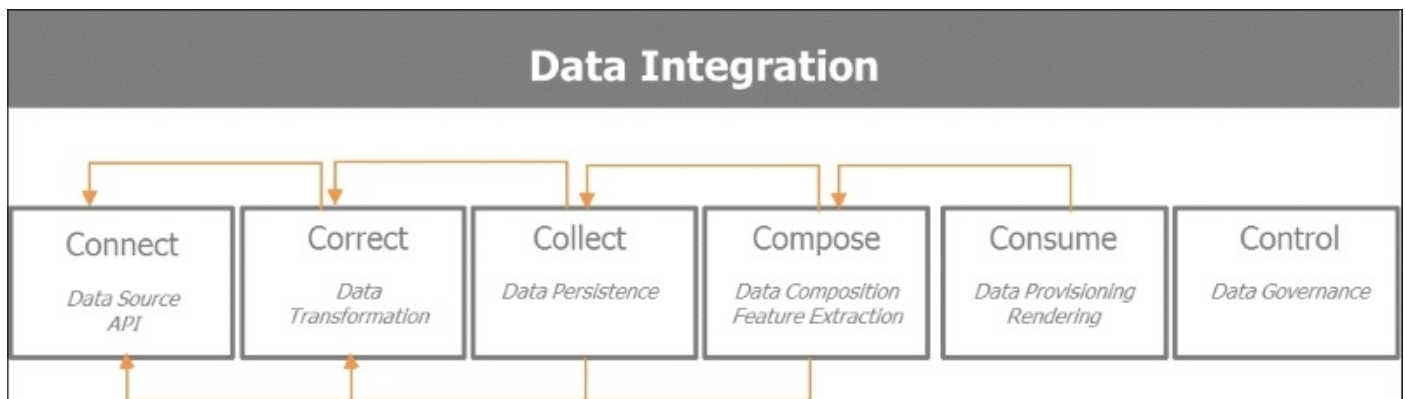 Data Integration
Connect
Data Source
API
Correct
Data
Transformation
Collect
Data Persistence
Compose
Data Composition
Feature Extraction
Consume
Data Provisioning
Rendering
Control
Data Governance